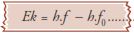 Ek = h.f – h.f₀.......